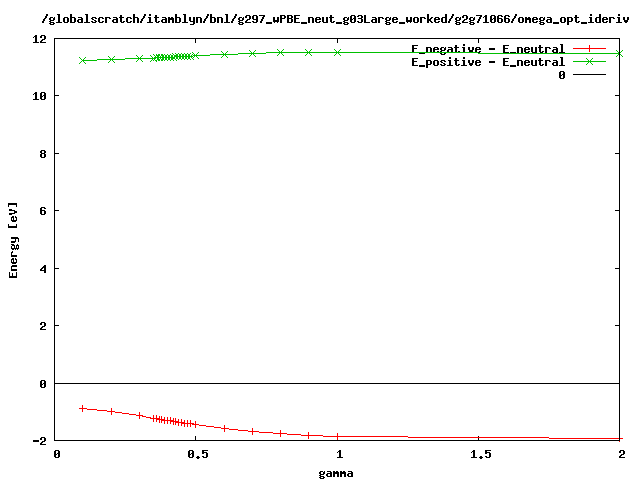 /globalscratch/itamblyn/bnl/g297_wPBE_neut_g03Large_worked/g2g71066/omega_opt_ideriv
E_negative - E_neutral
E_positive - E_neutral
0
12
10
8
6
4
2
0
-2
Energy [eV]
0 0.5 1 1.5 2
gamma